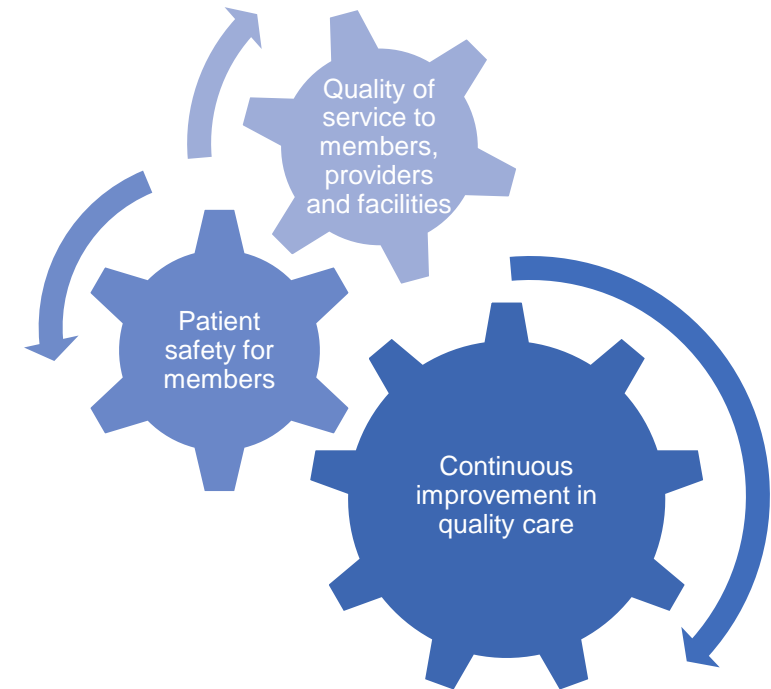 Quality of
service to
members,
providers
and facilities
Patient
safety for
members
Continuous
improvement in
quality care